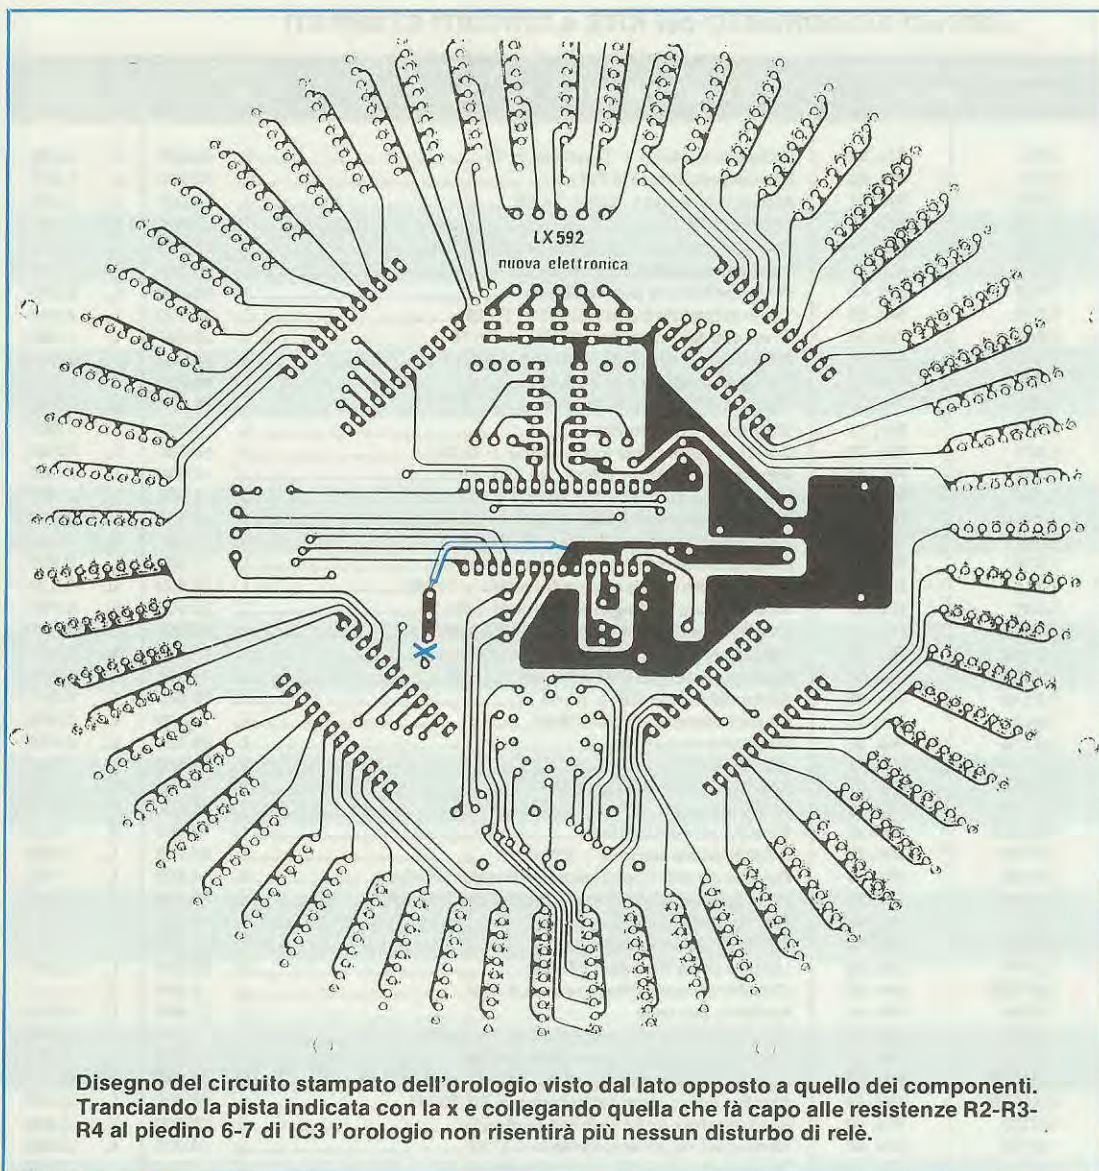 LX592
nuova elettronica
x
Disegno del circuito stampato dell'orologio visto dal lato opposto a quello dei componenti.
Tranciando la pista indicata con la x e collegando quella che fà capo alle resistenze R2-R3-
R4 al piedino 6-7 di IC3 l'orologio non risentirà più nessun disturbo di relè.